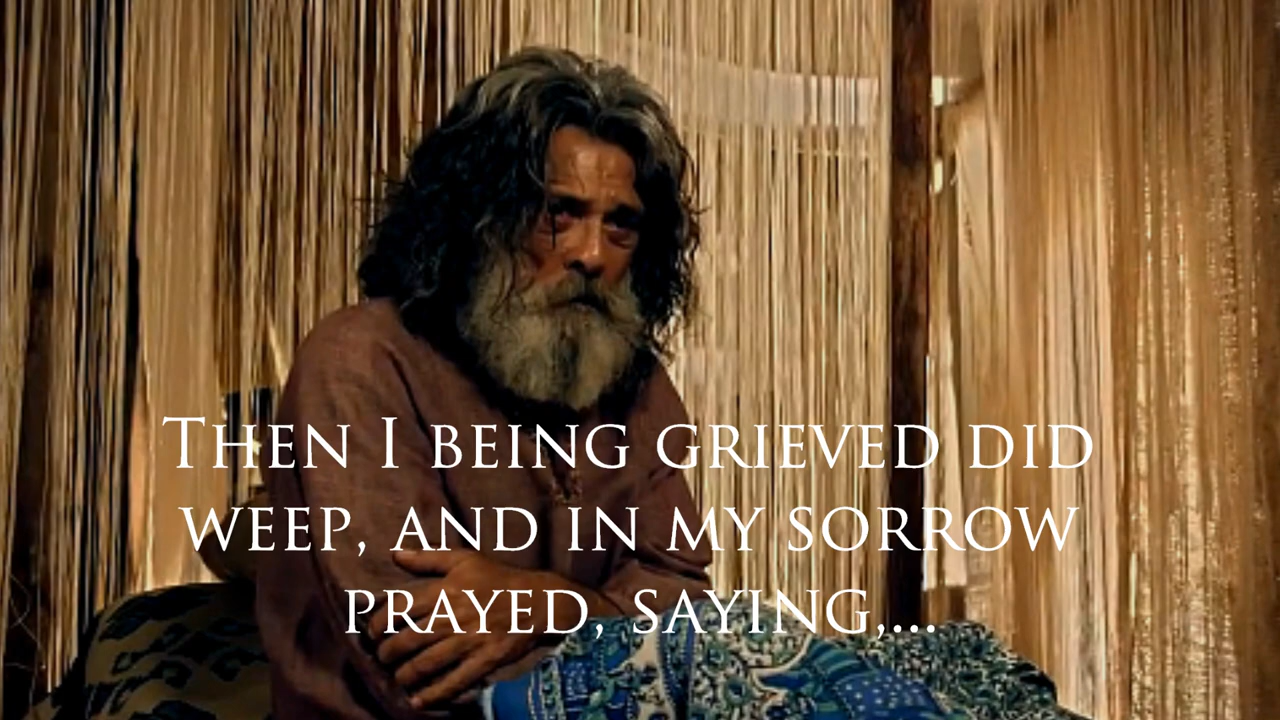 Then I being grieved did
weep, and in my sorrow
prayed, saying,...